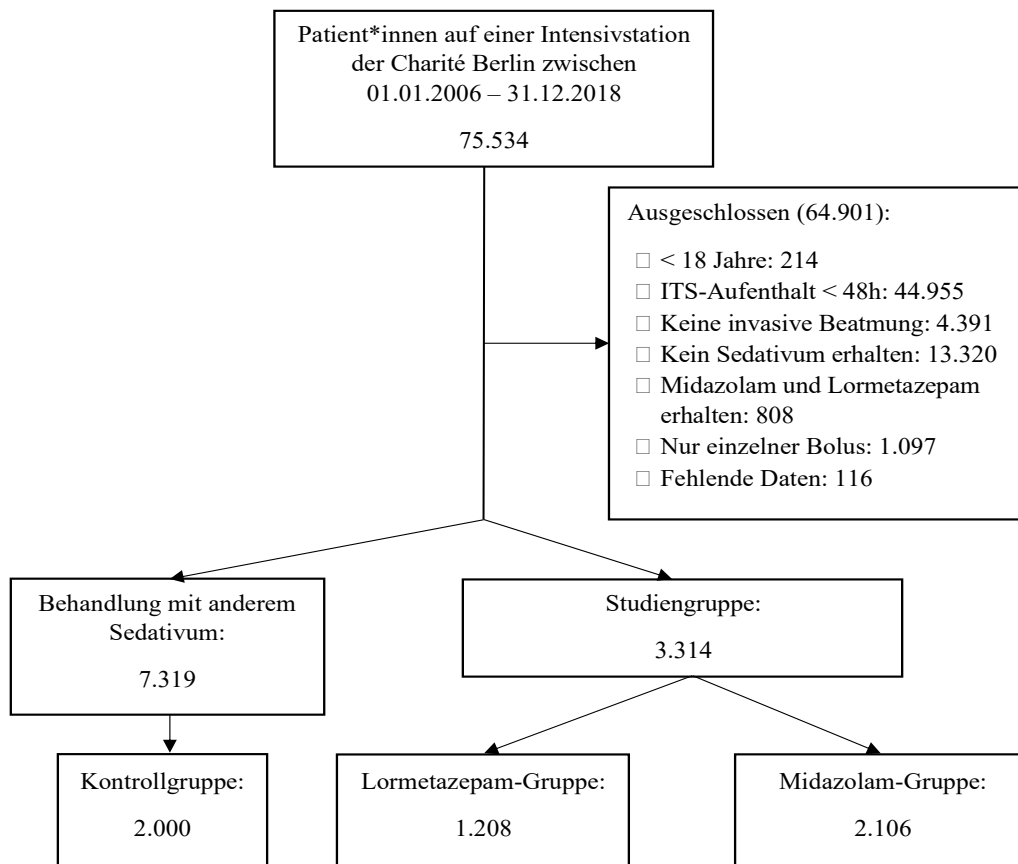 Patient*innen auf einer Intensivstation
der Charité Berlin zwischen
01.01.2006 – 31.12.2018
75.534
Ausgeschlossen (64.901):
□ < 18 Jahre: 214
□ ITS-Aufenthalt < 48h: 44.955
□ Keine invasive Beatmung: 4.391
□ Kein Sedativum erhalten: 13.320
□ Midazolam und Lormetazepam
erhalten: 808
□ Nur einzelner Bolus: 1.097
□ Fehlende Daten: 116
Behandlung mit anderem
Sedativum:
7.319
Studiengruppe:
3.314
Kontrollgruppe:
2.000
Lormetazepam-Gruppe:
1.208
Midazolam-Gruppe:
2.106